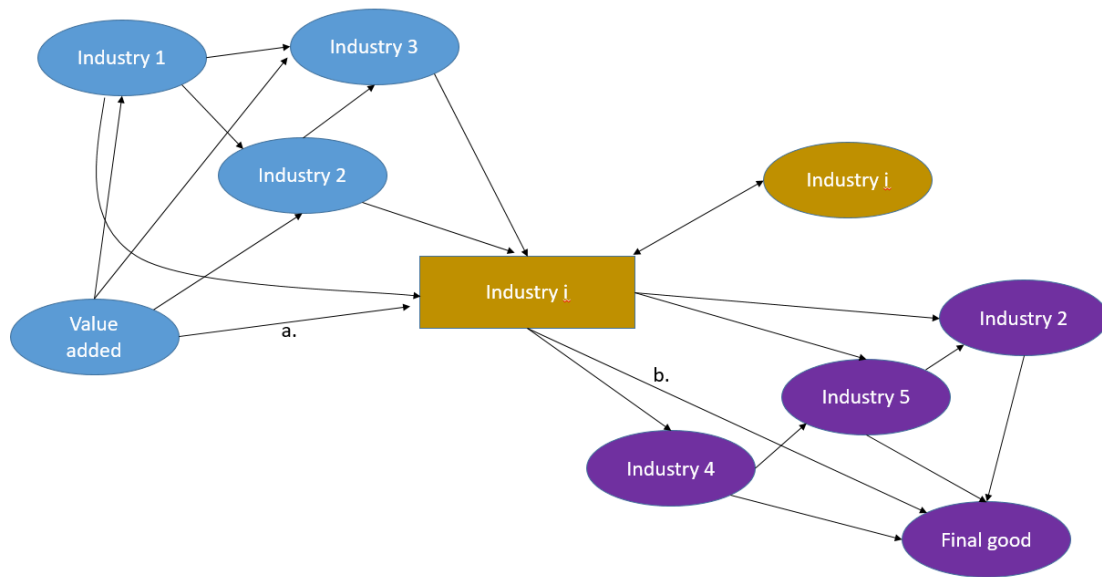 Industry 3
Industry 1
Industry 2
Industry i
Industry i
Value
added
a.
Industry 2
b.
Industry 5
Industry 4
Final good